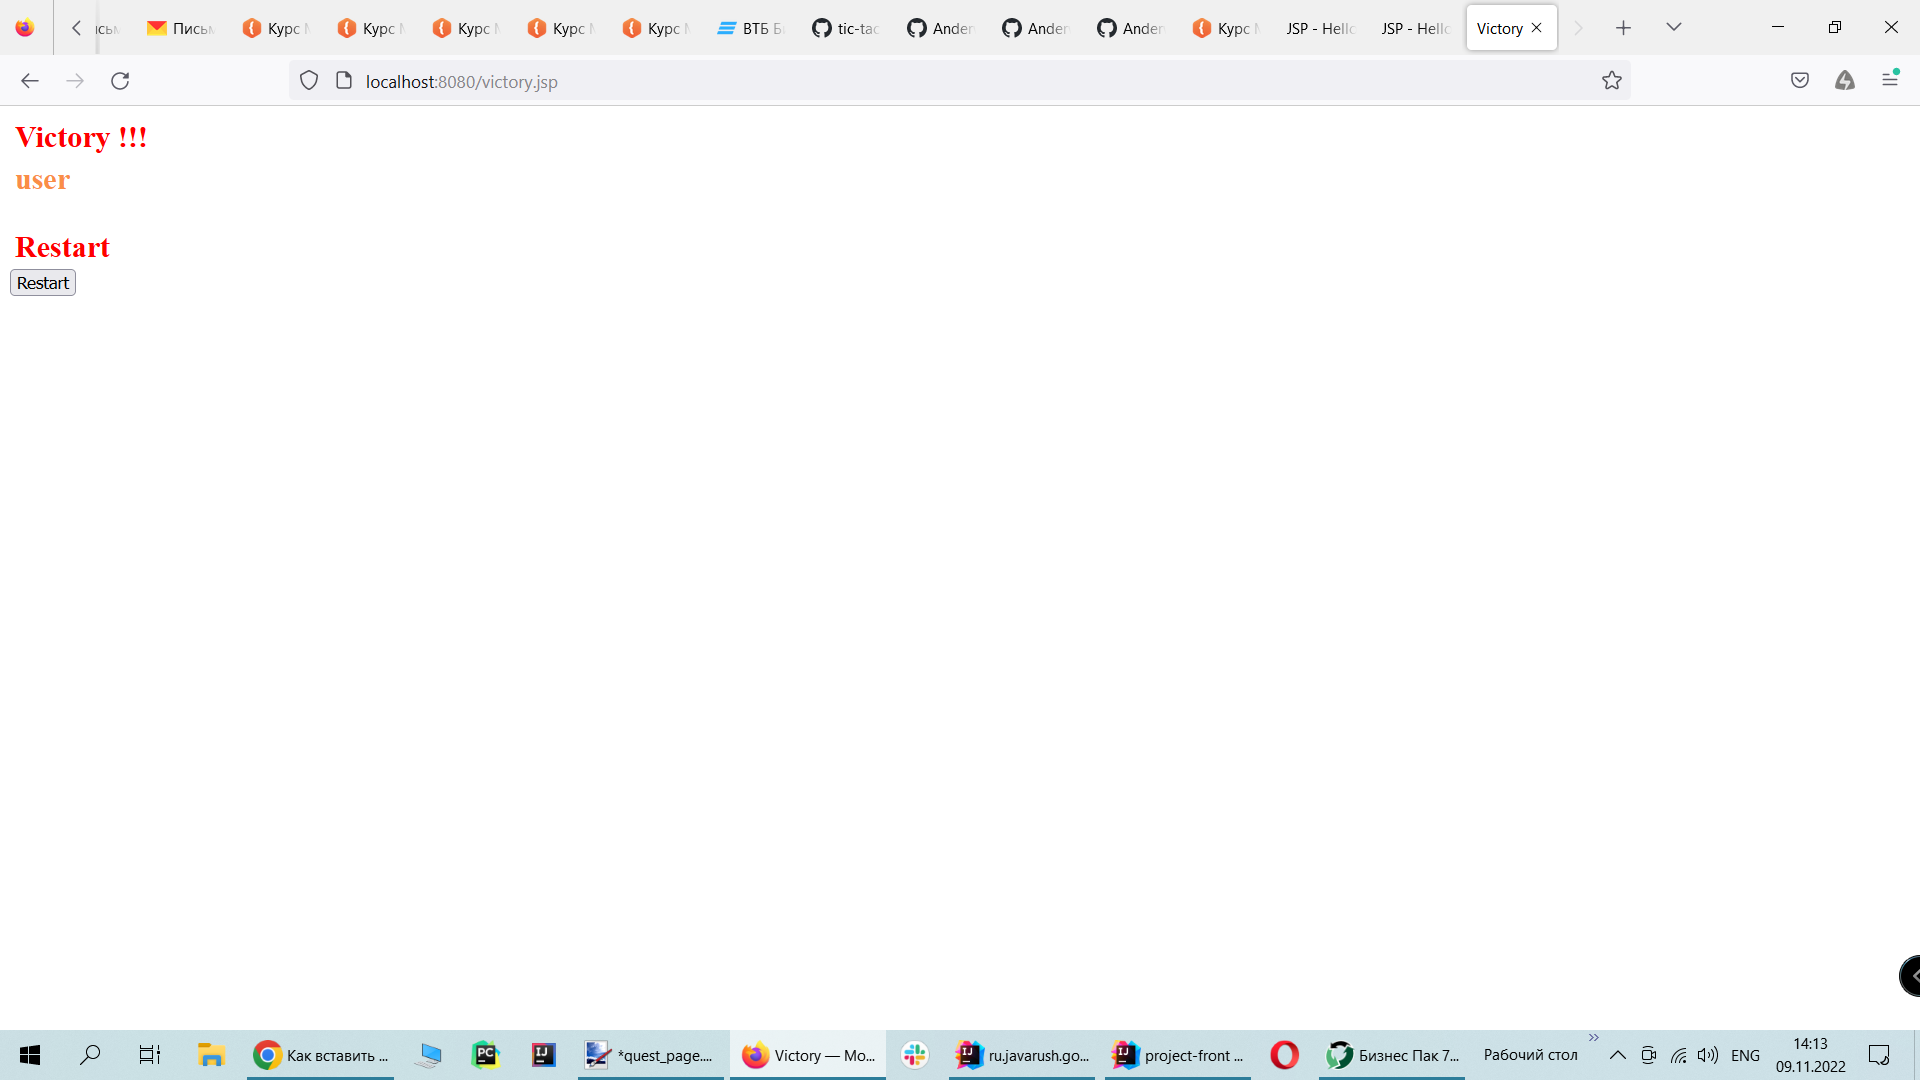 Письм
Курс
Курс
Курс
Курс
Курс
ВТБ Б
tic-tac
Ander
Ander
Ander
Курс
JSP - Hello
JSP - Hello
Victory
localhost:8080/victory.jsp
Victory !!!
user
Restart
Restart
Как вставить ...
*quest_page....
Victory — Mo...
ru.javarush.go...
project-front ...
Бизнес Пак 7...
Рабочий стол
ENG
14:13
09.11.2022